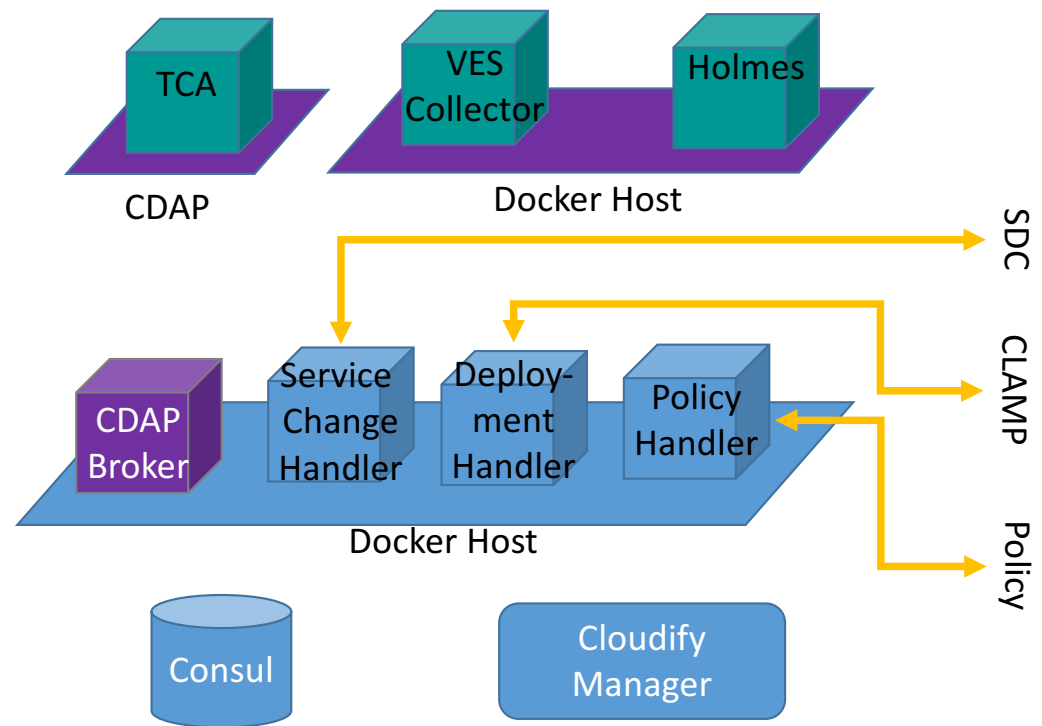 TCA
VES
Collector
Holmes
CDAP
Docker Host
SDC
Service
Change
Handler
Deploy-
ment
Handler
Policy
Handler
CDAP
Broker
CLAMP
Docker Host
Policy
Consul
Cloudify
Manager